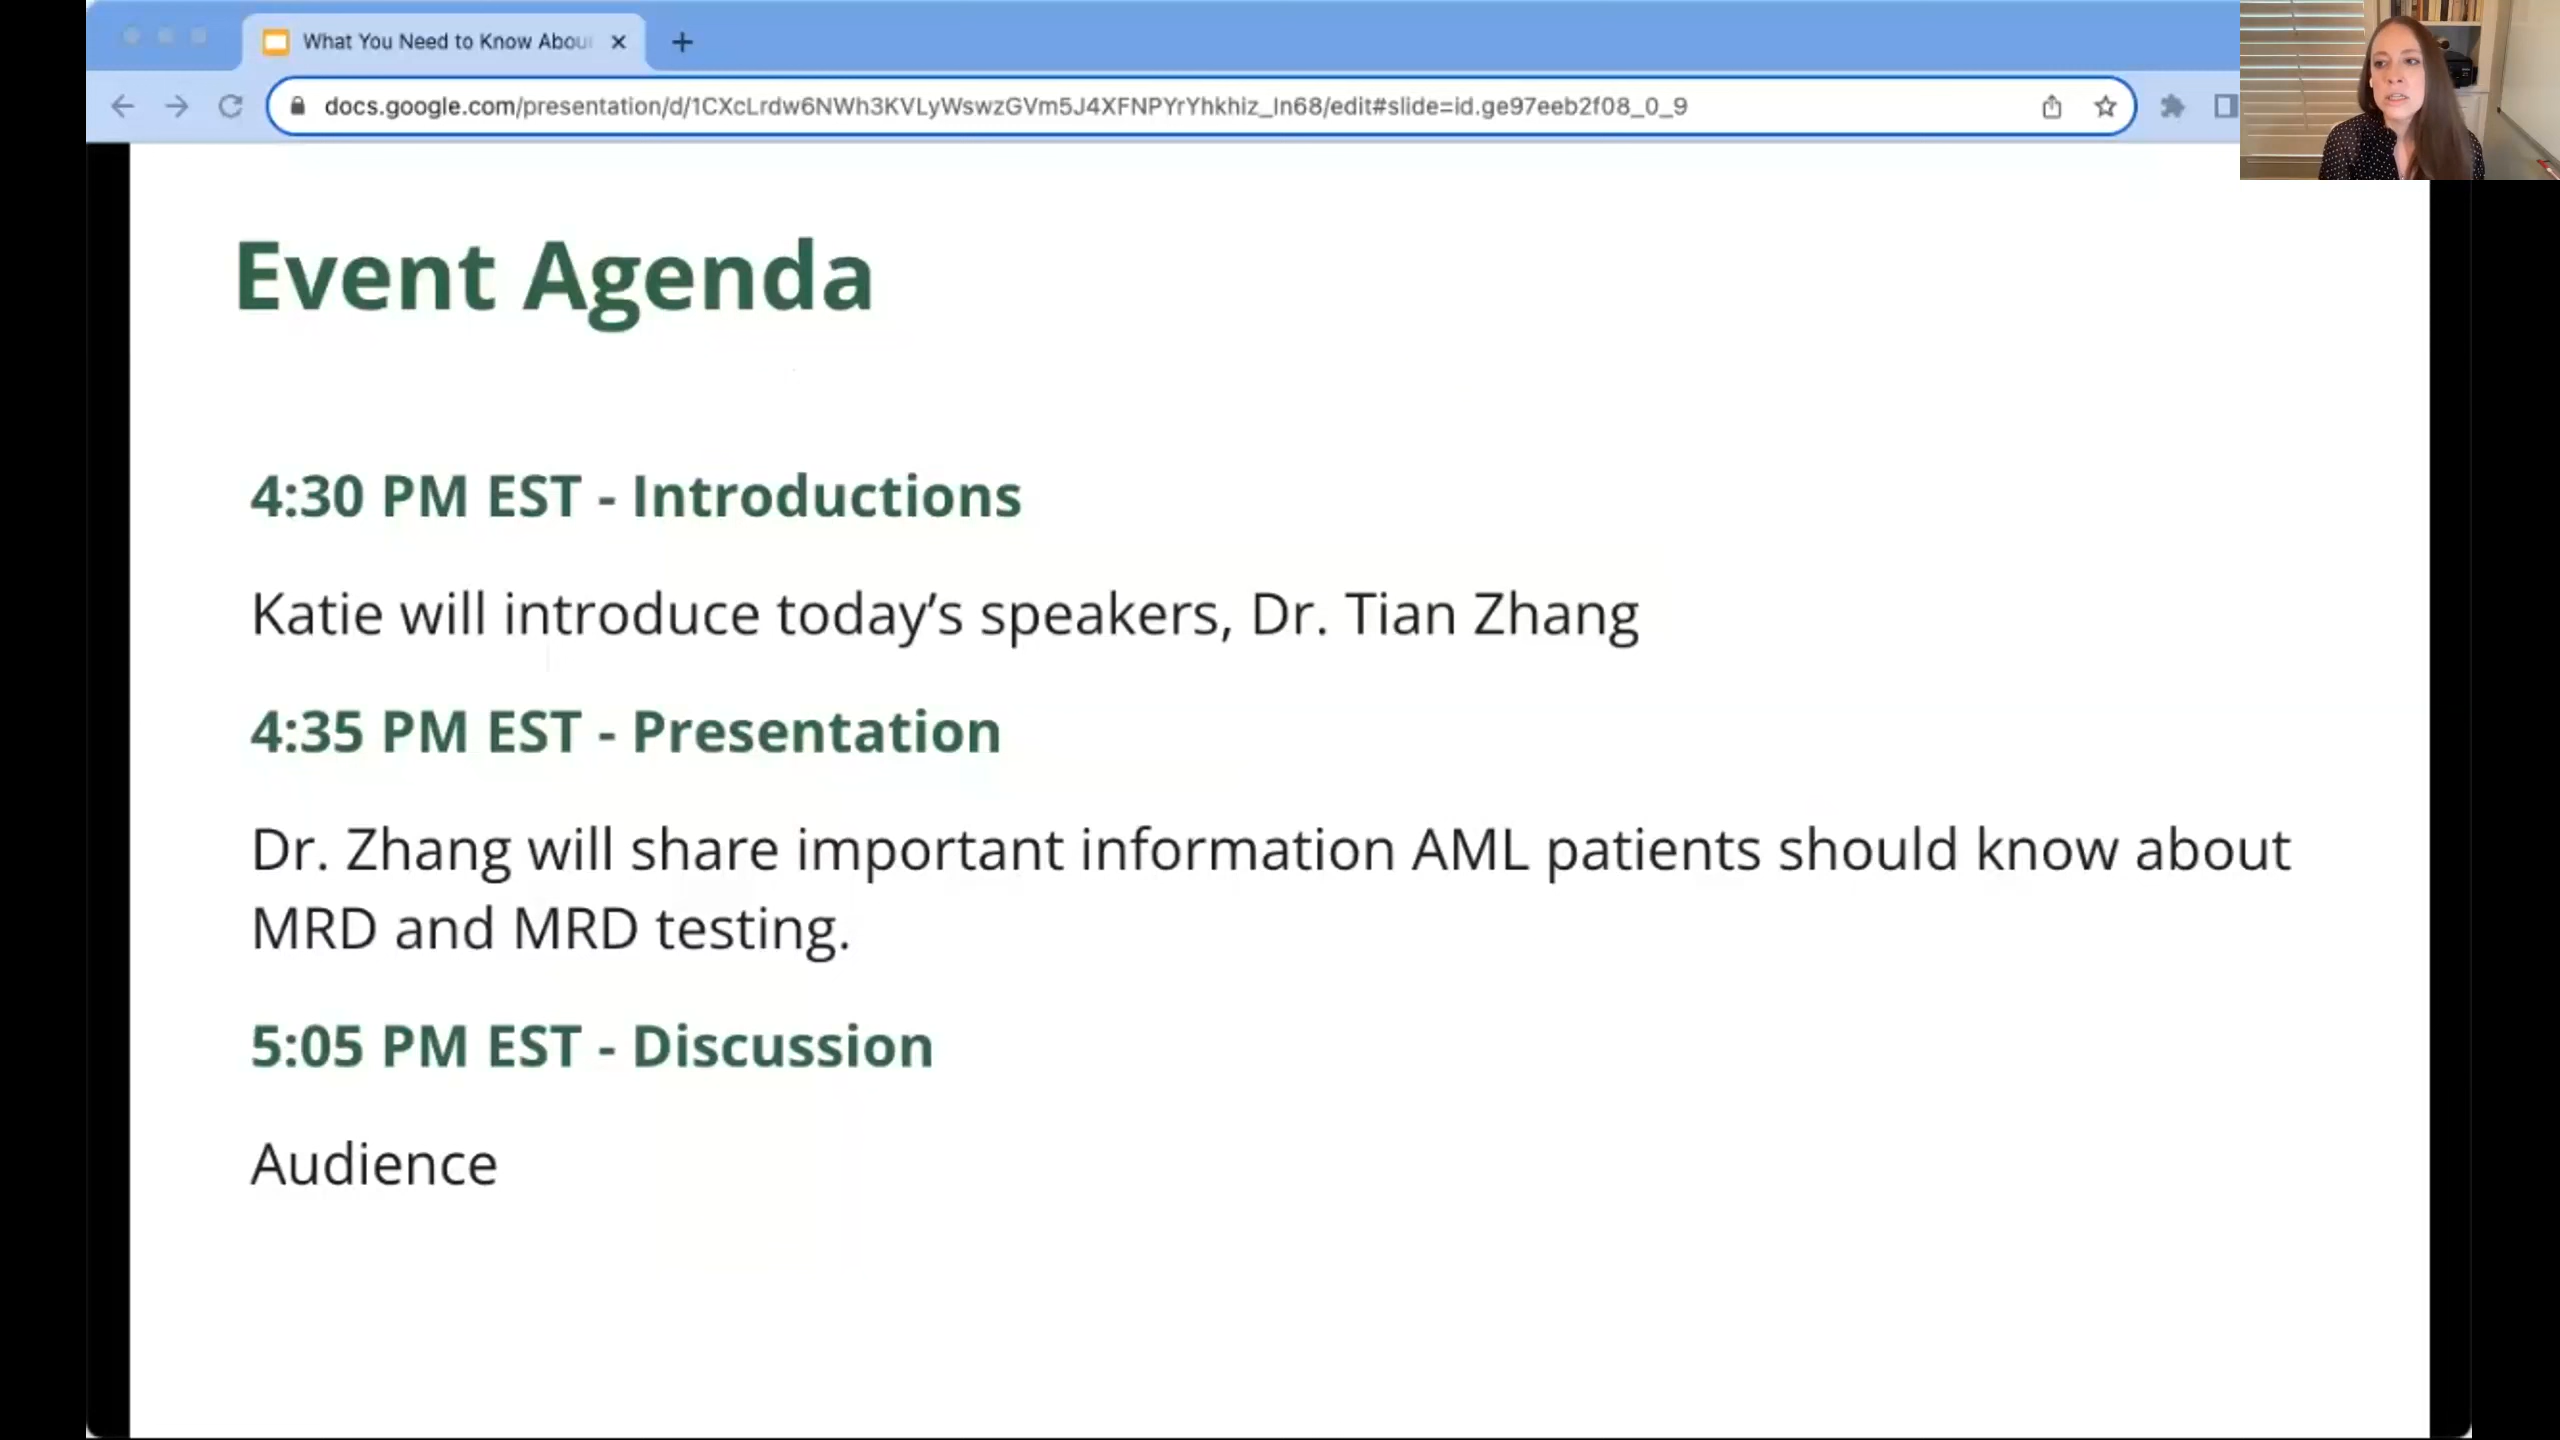 What You Need to Know Abou
docs.google.com/presentation/d/1CXcLrdw6NWh3KVLyWswzGVm5J4XFNPYrYhkhiz_In68/edit#slide=id.ge97eeb2f08_0_9
Event Agenda
4:30 PM EST - Introductions
Katie will introduce today’s speakers, Dr. Tian Zhang
4:35 PM EST - Presentation
Dr. Zhang will share important information AML patients should know about
MRD and MRD testing.
5:05 PM EST - Discussion
Audience